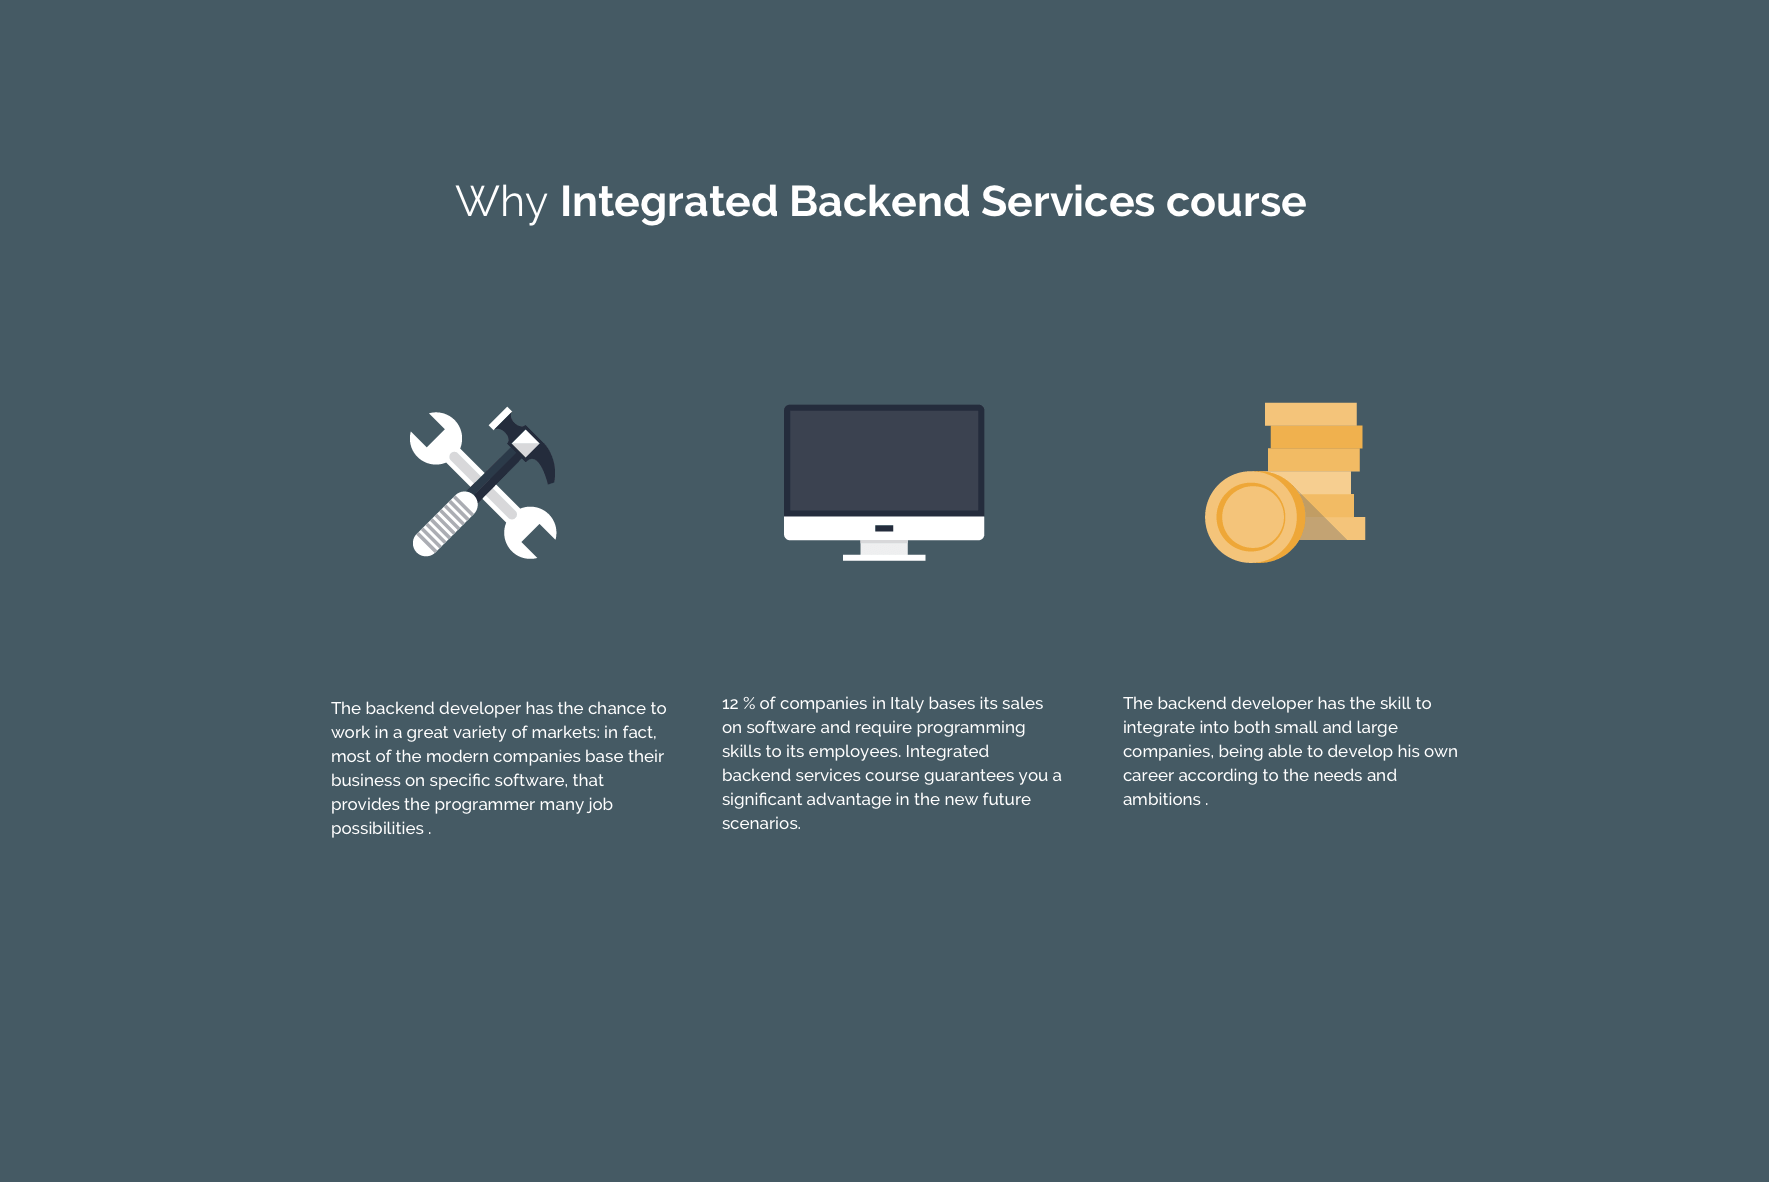 Why Integrated Backend Services course
The backend developer has the chance to
work in a great variety of markets: in fact,
most of the modern companies base their
business on specific software, that
provides the programmer many job
possibilities .
12 % of companies in Italy bases its sales
on software and require programming
skills to its employees. Integrated
backend services course guarantees you a
significant advantage in the new future
scenarios.
The backend developer has the skill to
integrate into both small and large
companies, being able to develop his own
career according to the needs and
ambitions .